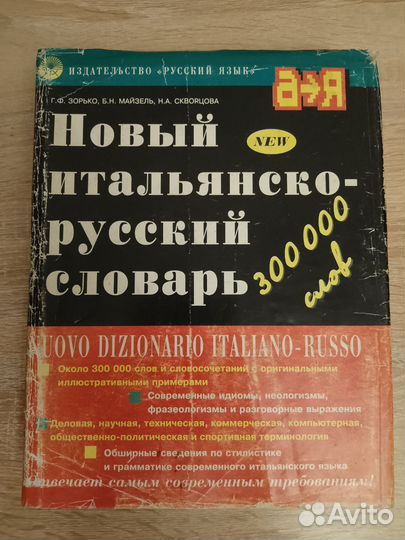 ИЗДАТЕЛЬСТВО «РУССКИЙ ЯЗЫК»
Г.Ф. ЗОРЬКО, Б.Н. МАЙЗЕЛЬ, Н.А. СКВОРЦОВА
а→я
Новый
NEW
итальянско-
русский
словарь
300 000
слов
NUOVO DIZIONARIO ITALIANO-RUSSO
Около 300 000 слов и словосочетаний с оригинальными
иллюстративными примерами
Современные идиомы, неологизмы,
фразеологизмы и разговорные выражения
Деловая, научная, техническая, коммерческая, компьютерная,
общественно-политическая и спортивная терминология
Обширные сведения по стилистике
и грамматике современного итальянского языка
твечает самым современным требованиям!
Avito